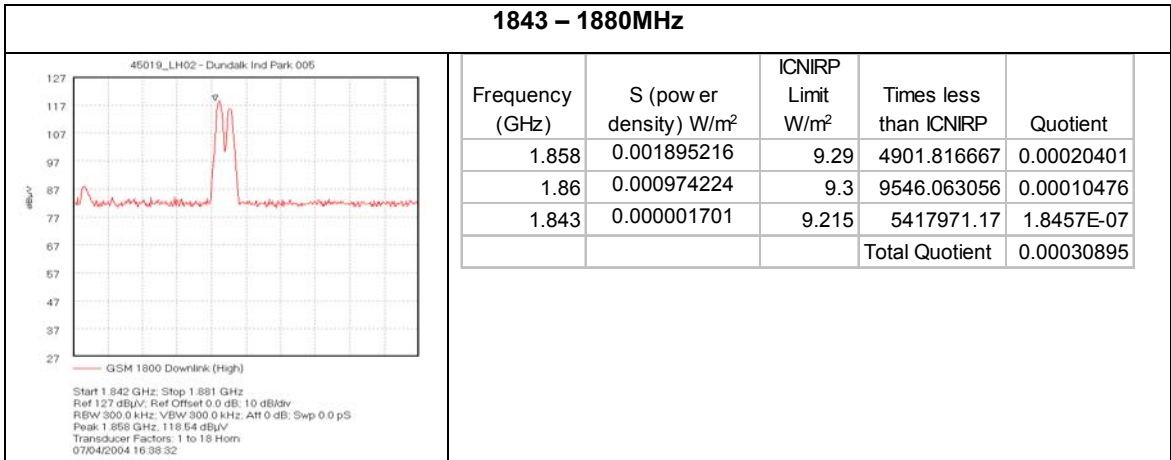 1843 – 1880MHz
45019_LH02 - Dundalk Ind Park 005
127
117
107
97
87
77
67
57
47
37
27
dBµV
GSM 1800 Downlink (High)
Start 1.842 GHz; Stop 1.881 GHz
Ref 127 dBµV; Ref Offset 0.0 dB; 10 dB/div
RBW 300.0 kHz; VBW 300.0 kHz; Att 0 dB; Swp 0.0 pS
Peak 1.858 GHz, 118.54 dBµV
Transducer Factors: 1 to 18 Horn
07/04/2004 16:38:32
Frequency (GHz) S (pow er density) W/m² ICNIRP Limit W/m² Times less than ICNIRP Quotient
1.858 0.001895216 9.29 4901.816667 0.00020401
1.86 0.000974224 9.3 9546.063056 0.00010476
1.843 0.000001701 9.215 5417971.17 1.8457E-07
Total Quotient 0.00030895